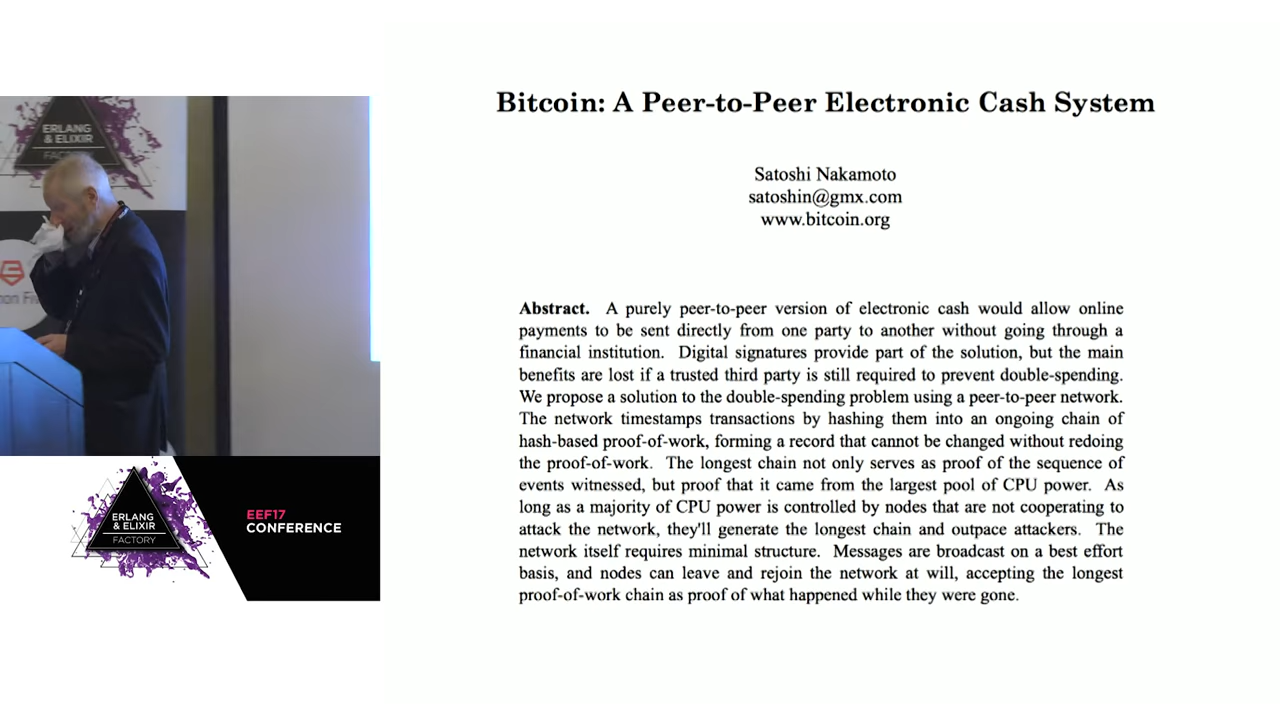 ERLANG
& ELIXIR
Bitcoin: A Peer-to-Peer Electronic Cash System
Satoshi Nakamoto
satoshin@gmx.com
www.bitcoin.org
Abstract. A purely peer-to-peer version of electronic cash would allow online
payments to be sent directly from one party to another without going through a
financial institution. Digital signatures provide part of the solution, but the main
benefits are lost if a trusted third party is still required to prevent double-spending.
We propose a solution to the double-spending problem using a peer-to-peer network.
The network timestamps transactions by hashing them into an ongoing chain of
hash-based proof-of-work, forming a record that cannot be changed without redoing
the proof-of-work. The longest chain not only serves as proof of the sequence of
events witnessed, but proof that it came from the largest pool of CPU power. As
long as a majority of CPU power is controlled by nodes that are not cooperating to
attack the network, they'll generate the longest chain and outpace attackers. The
network itself requires minimal structure. Messages are broadcast on a best effort
basis, and nodes can leave and rejoin the network at will, accepting the longest
proof-of-work chain as proof of what happened while they were gone.
ERLANG
& ELIXIR
FACTORY
EEF17
CONFERENCE